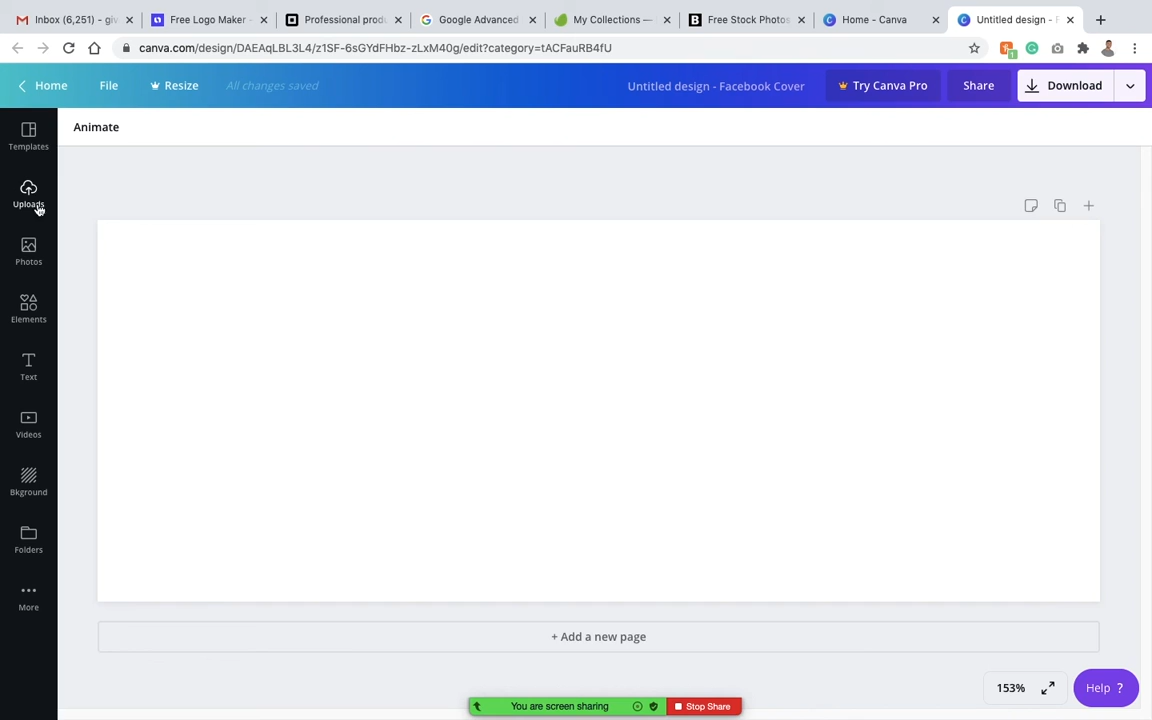 Inbox (6,251) - giv
Free Logo Maker -
Professional produ
Google Advanced
My Collections —
Free Stock Photos
Home - Canva
Untitled design - F
canva.com/design/DAEAqLBL3L4/z1SF-6sGYdFHbz-zLxM40g/edit?category=tACFauRB4fU
1
Home
File
Resize
All changes saved
Untitled design - Facebook Cover
Try Canva Pro
Share
Download
Animate
Templates
Uploads
Photos
Elements
Text
Videos
Bkground
Folders
More
+ Add a new page
153%
Help ?
You are screen sharing
Stop Share